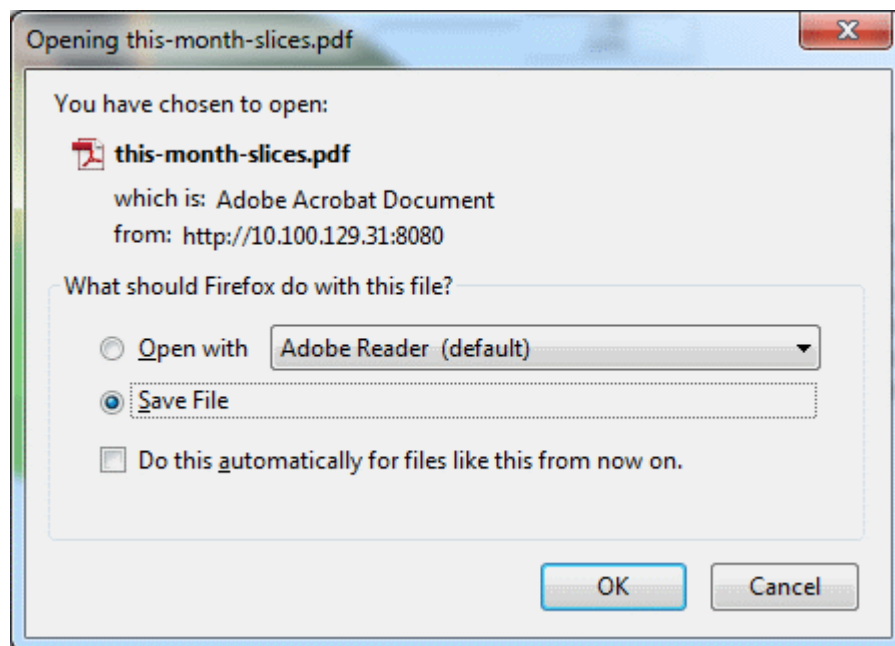 Opening this-month-slices.pdf
You have chosen to open:
this-month-slices.pdf
which is: Adobe Acrobat Document
from: http://10.100.129.31:8080
What should Firefox do with this file?
Open with Adobe Reader (default)
Save File
Do this automatically for files like this from now on.
OK Cancel